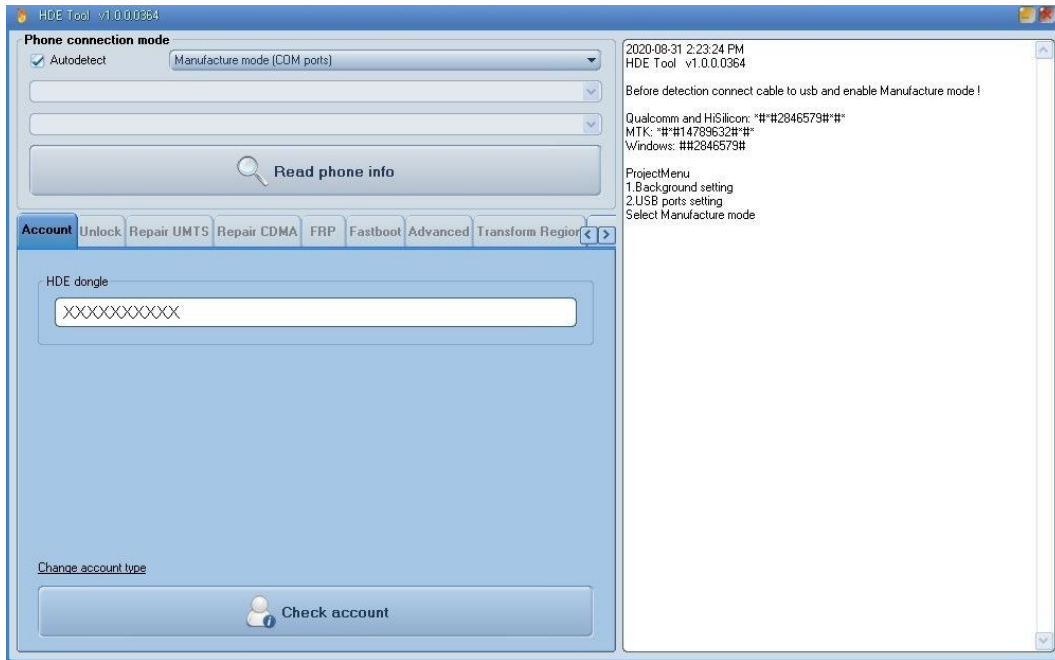 HDE Tool v1.0.0.0364
Phone connection mode
Autodetect
Manufacture mode (COM ports)
Read phone info
Account
Unlock
Repair UMTS
Repair CDMA
FRP
Fastboot
Advanced
Transform Region
HDE dongle
XXXXXXXXXX
Change account type
Check account
2020-08-31 2:23:24 PM
HDE Tool v1.0.0.0364
Before detection connect cable to usb and enable Manufacture mode !
Qualcomm and HiSilicon: *#*#2846579#*#*
MTK: *#*#14789632#*#*
Windows: ##2846579#
ProjectMenu
1.Background setting
2.USB ports setting
Select Manufacture mode